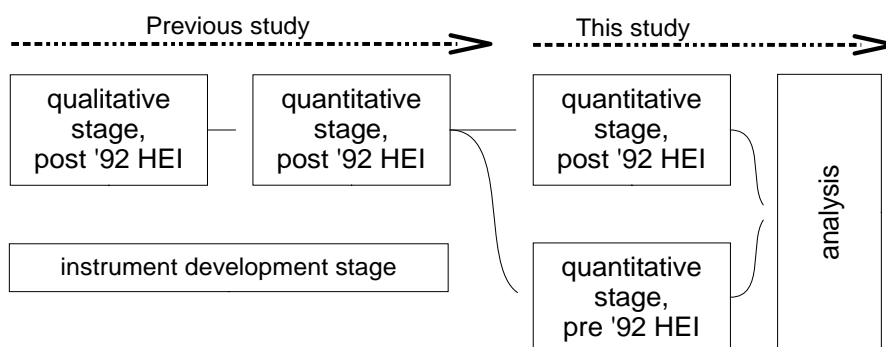 Previous study
This study
qualitative
stage,
post '92 HEI
quantitative
stage,
post '92 HEI
quantitative
stage,
post '92 HEI
instrument development stage
quantitative
stage,
pre '92 HEI
analysis